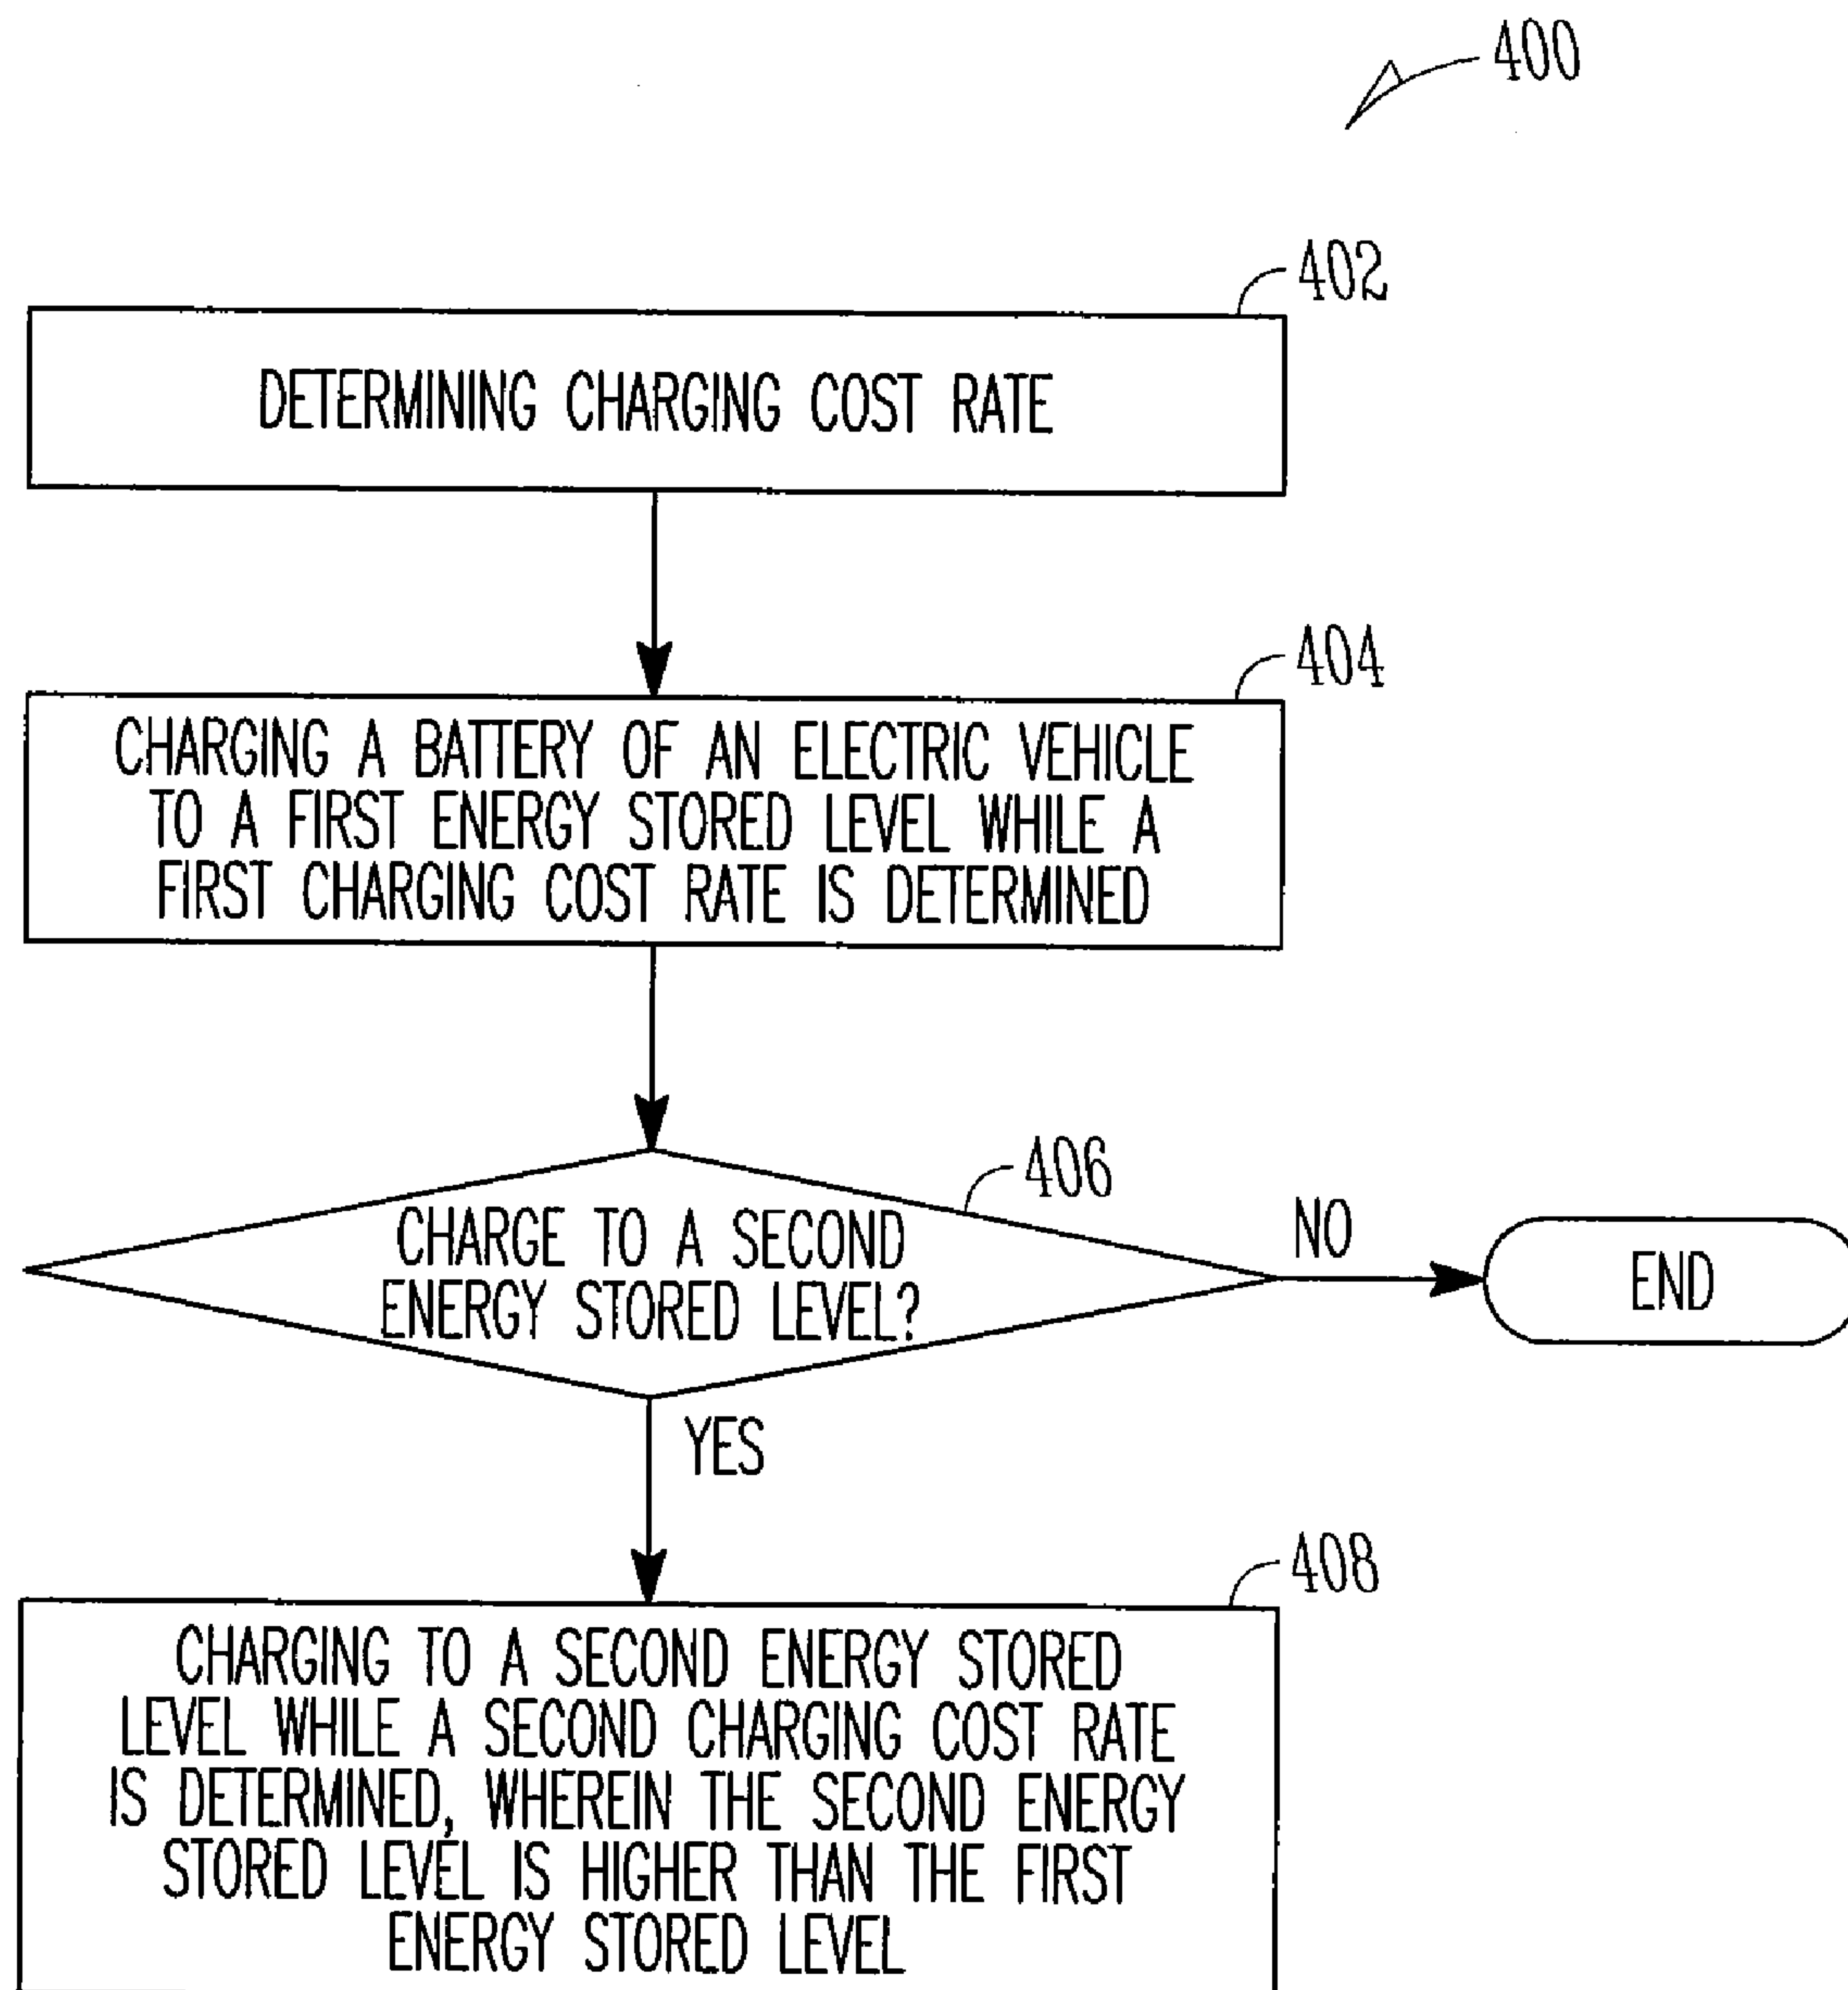 400
402
DETERMINING CHARGING COST RATE
404
CHARGING A BATTERY OF AN ELECTRIC VEHICLE
TO A FIRST ENERGY STORED LEVEL WHILE A
FIRST CHARGING COST RATE IS DETERMINED
406
CHARGE TO A SECOND
ENERGY STORED LEVEL?
NO
END
YES
408
CHARGING TO A SECOND ENERGY STORED
LEVEL WHILE A SECOND CHARGING COST RATE
IS DETERMINED, WHEREIN THE SECOND ENERGY
STORED LEVEL IS HIGHER THAN THE FIRST
ENERGY STORED LEVEL